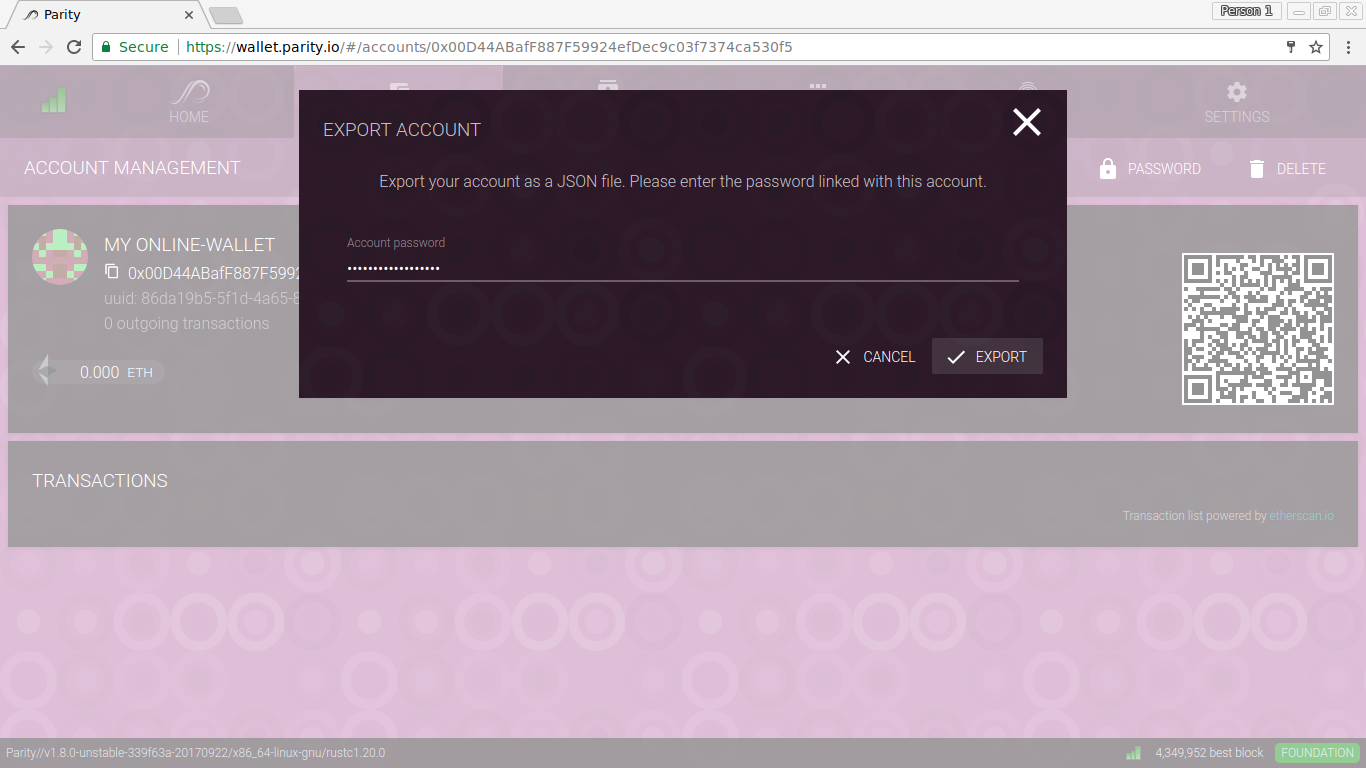 Parity
Person 1
Secure
https://wallet.parity.io/#/accounts/0x00D44ABafF887F59924efDec9c03f7374ca530f5
HOME
SETTINGS
EXPORT ACCOUNT
ACCOUNT MANAGEMENT
PASSWORD
DELETE
Export your account as a JSON file. Please enter the password linked with this account.
MY ONLINE-WALLET
Account password
••••••••••••••••••
0x00D44ABafF887F5992
uuid: 86da19b5-5f1d-4a65-8
0 outgoing transactions
CANCEL
EXPORT
0.000 ETH
TRANSACTIONS
Transaction list powered by etherscan.io
Parity//v1.8.0-unstable-339f63a-20170922/x86_64-linux-gnu/rustc1.20.0
4,349,952 best block
FOUNDATION